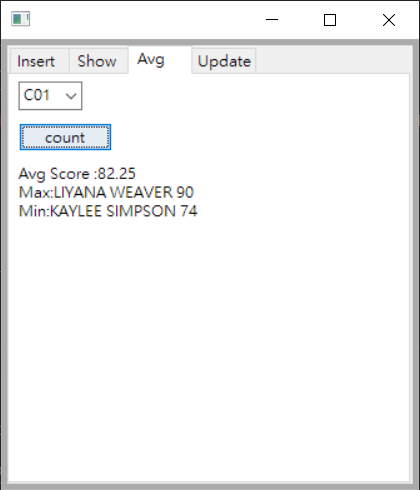 Insert Show Avg Update
C01
count
Avg Score :82.25
Max:LIYANA WEAVER 90
Min:KAYLEE SIMPSON 74